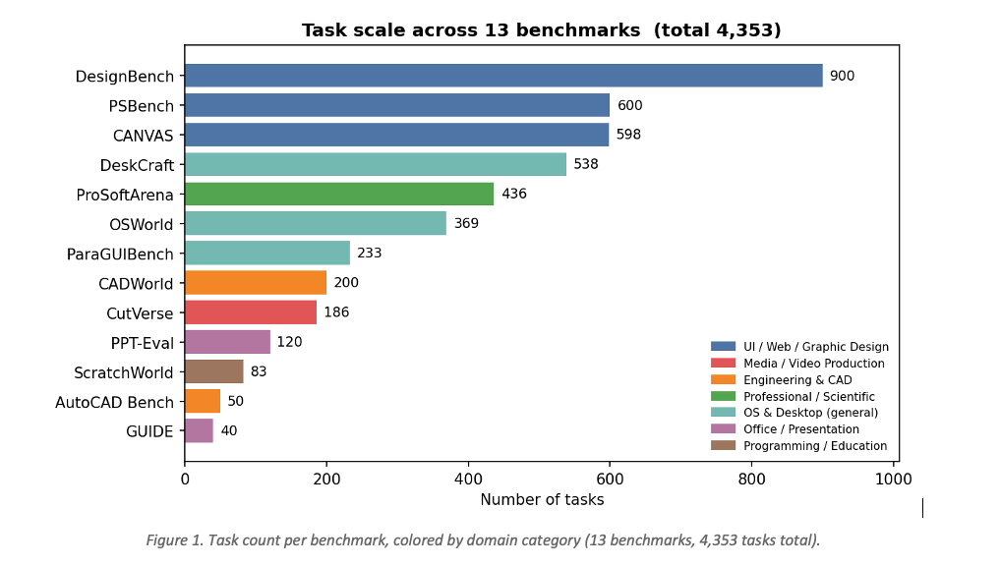 Task scale across 13 benchmarks (total 4,353)
DesignBench 900
PSBench 600
CANVAS 598
DeskCraft 538
ProSoftArena 436
OSWorld 369
ParaGUIBench 233
CADWorld 200
CutVerse 186
PPT-Eval 120
ScratchWorld 83
AutoCAD Bench 50
GUIDE 40
UI / Web / Graphic Design
Media / Video Production
Engineering & CAD
Professional / Scientific
OS & Desktop (general)
Office / Presentation
Programming / Education
0 200 400 600 800 1000
Number of tasks
Figure 1. Task count per benchmark, colored by domain category (13 benchmarks, 4,353 tasks total).